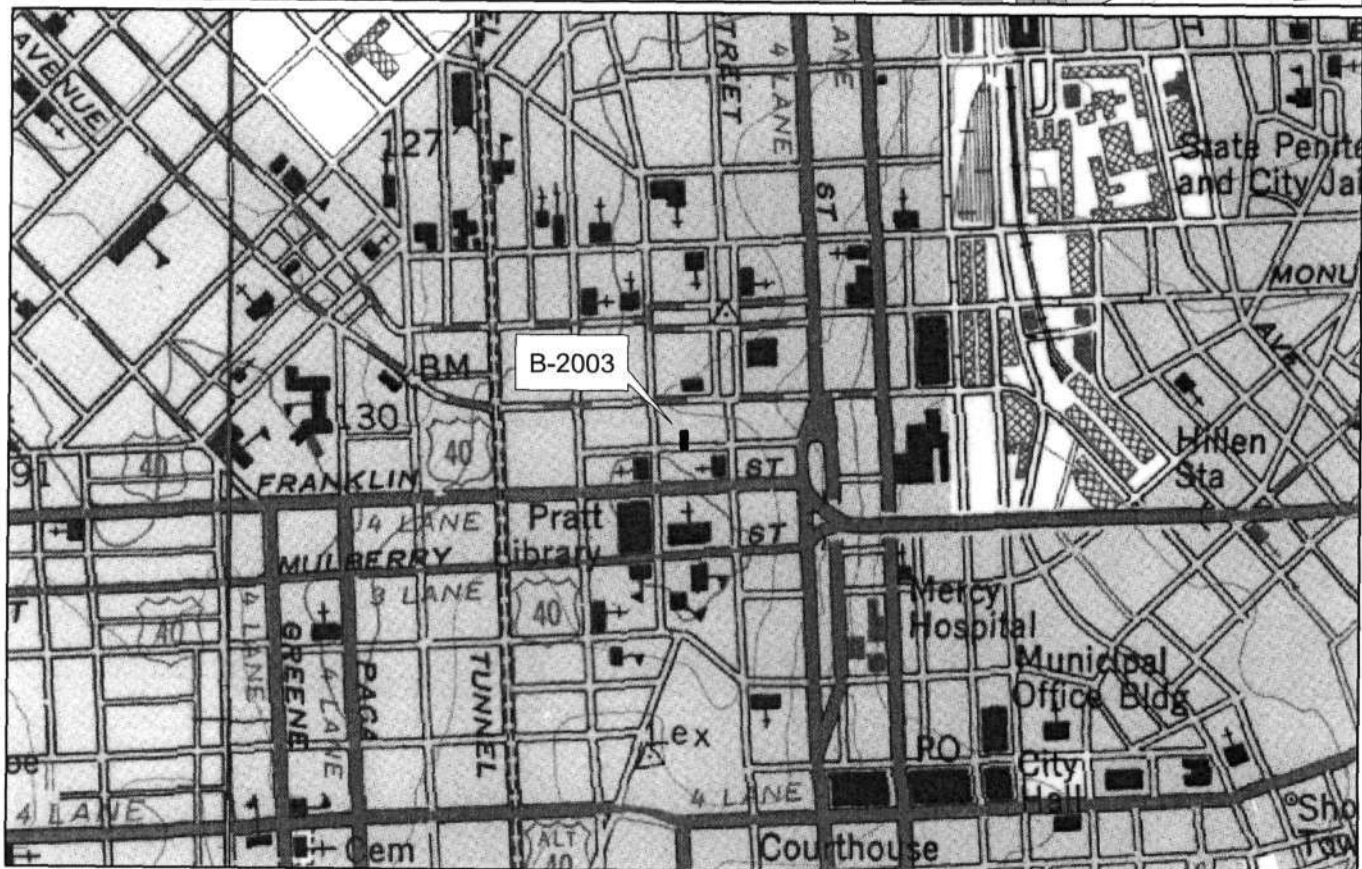 AVENUE
TREET
4 LANE
LANE
127
ST
State Penite
and City Jai
MONU
AVE
BM
B-2003
130
40
40
Hillen
Sta
91
FRANKLIN
ST
4 LANE
Pratt
Library
ST
MULBERRY
3 LANE
40
40
T
4 LANE
GREENE
4 LANE
PACA
TUNNEL
Mercy
Hospital
Municipal
Office Bldg
Lex
PO
City
Hall
4 LANE
4 LANE
Sho
Tow
Cem
ALT
40
Courthouse